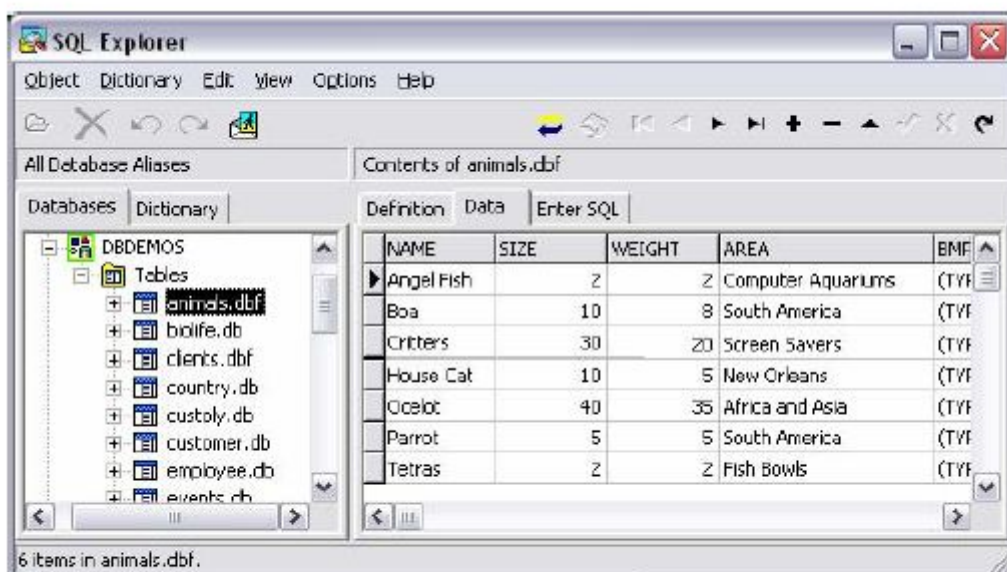 SQL Explorer
Object Dictionary Edit View Options Help
All Database Aliases
Contents of animals.dbf
Databases Dictionary
Definition Data Enter SQL
DBDEMOS
Tables
animals.dbf
biolife.db
clients.dbf
country.db
custoly.db
customer.db
employee.db
events.db
NAME SIZE WEIGHT AREA BMP
Angel Fish 2 2 Computer Aquariums (TYP
Boa 10 8 South America (TYP
Critters 30 20 Screen Savers (TYP
House Cat 10 5 New Orleans (TYP
Ocelot 40 35 Africa and Asia (TYP
Parrot 5 5 South America (TYP
Tetras 2 2 Fish Bowls (TYP
6 items in animals.dbf.